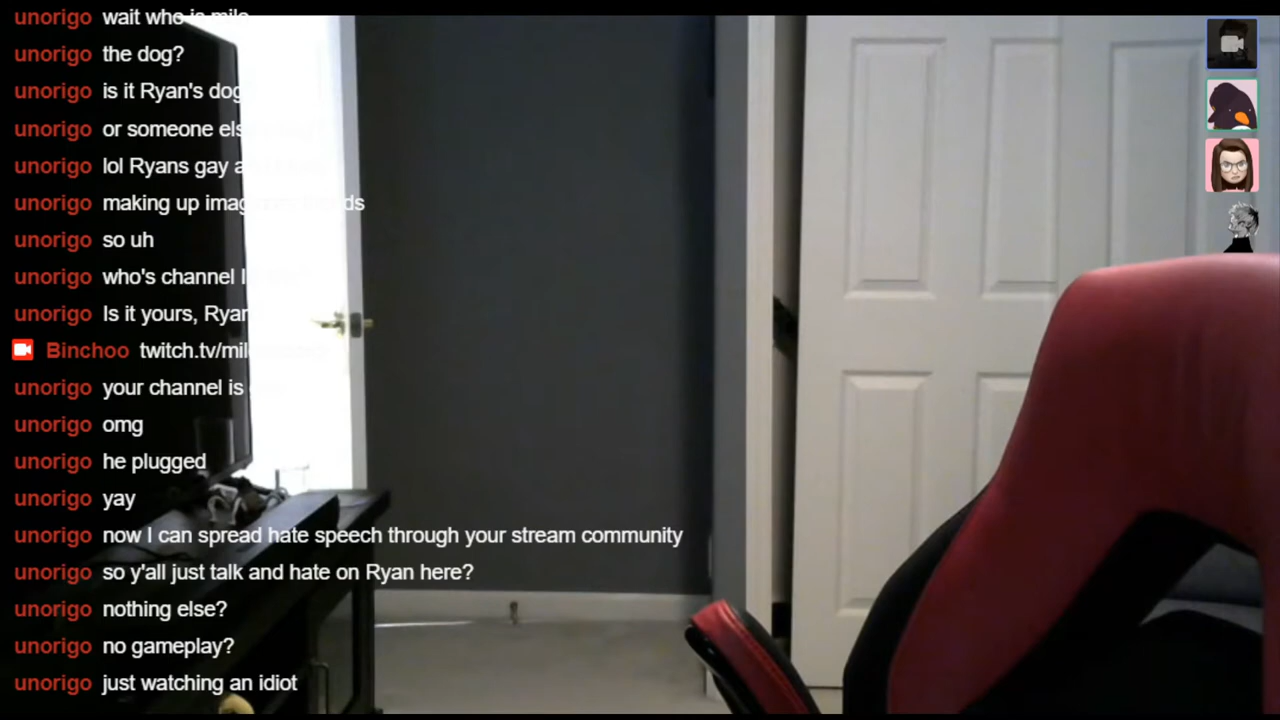 unorigo wait who is milo
unorigo the dog?
unorigo is it Ryan's dog
unorigo or someone
unorigo lol Ryans gay
unorigo making up
unorigo so uh
unorigo who's channel
unorigo Is it yours, Ryan
Binchoo twitch.tv/
unorigo your channel is
unorigo omg
unorigo he plugged
unorigo yay
unorigo now I can spread hate speech through your stream community
unorigo so y'all just talk and hate on Ryan here?
unorigo nothing else?
unorigo no gameplay?
unorigo just watching an idiot